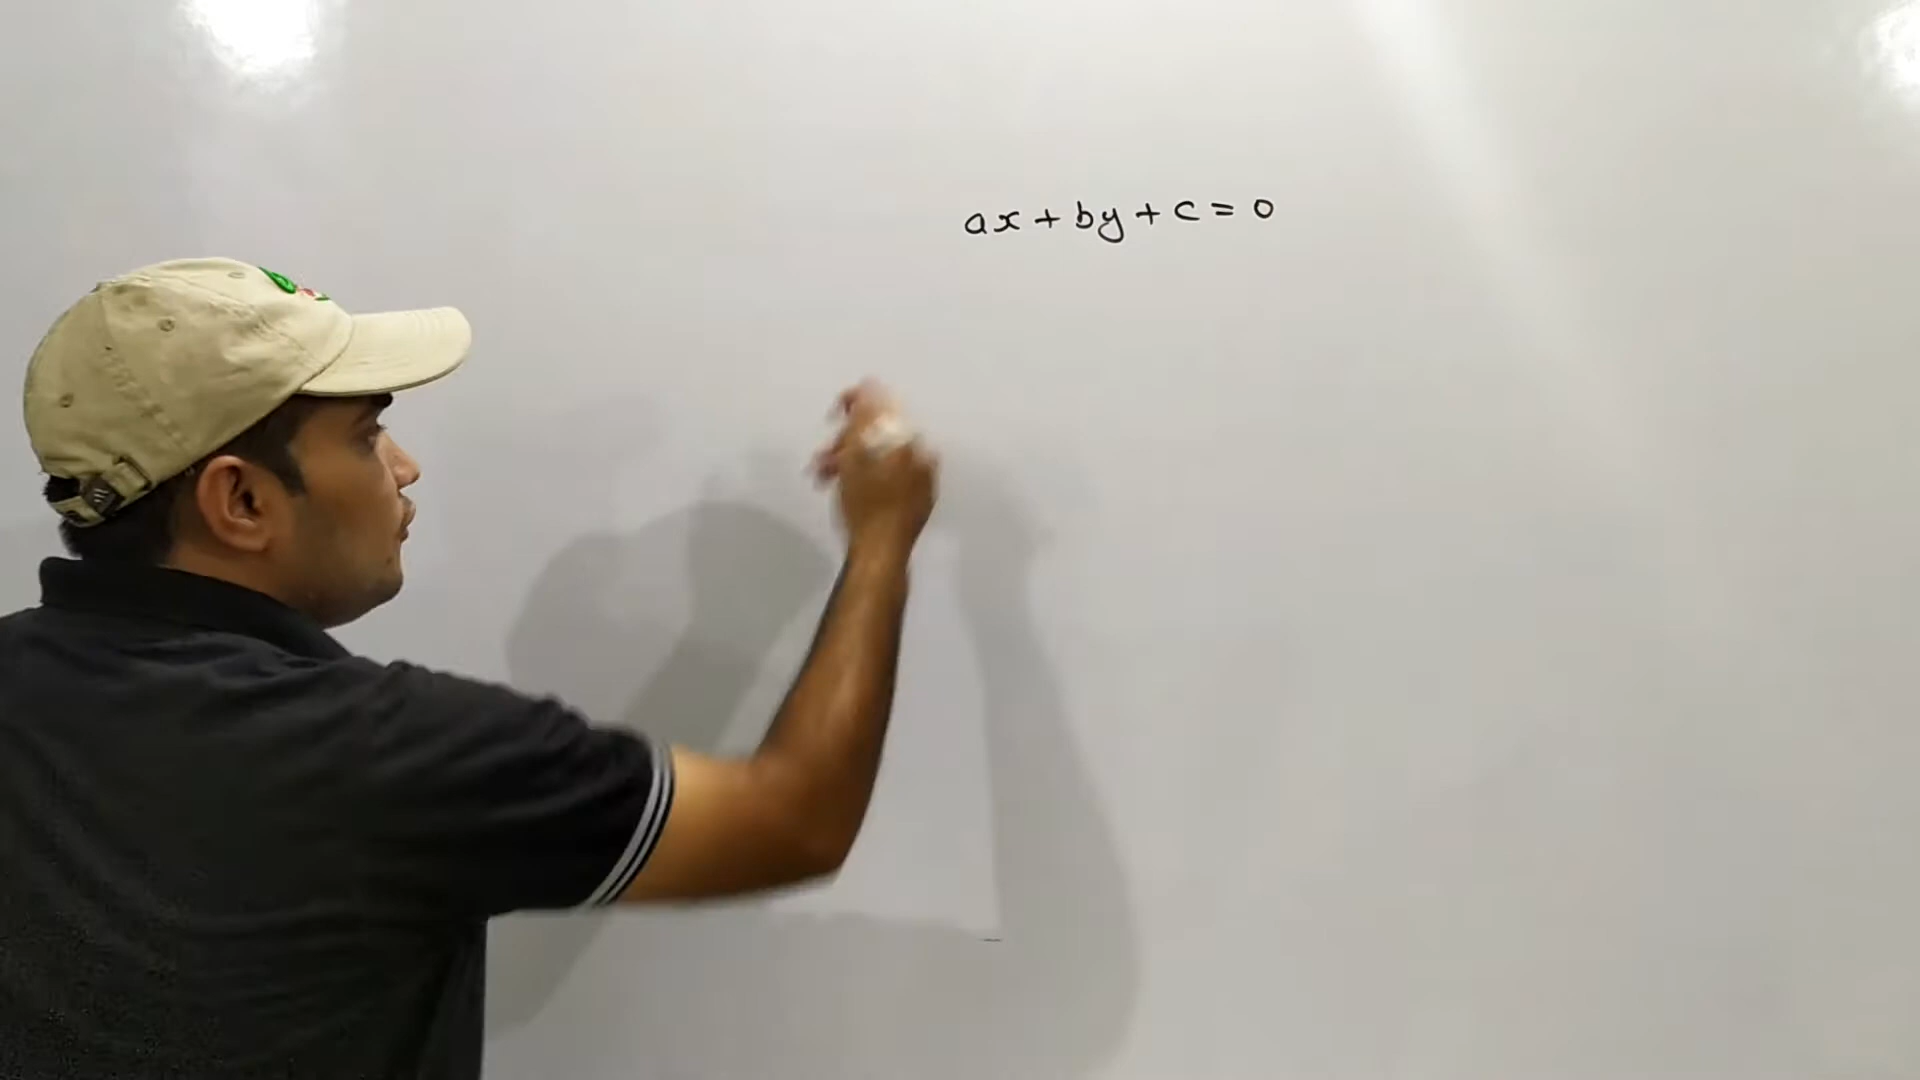 ax + by + c = 0